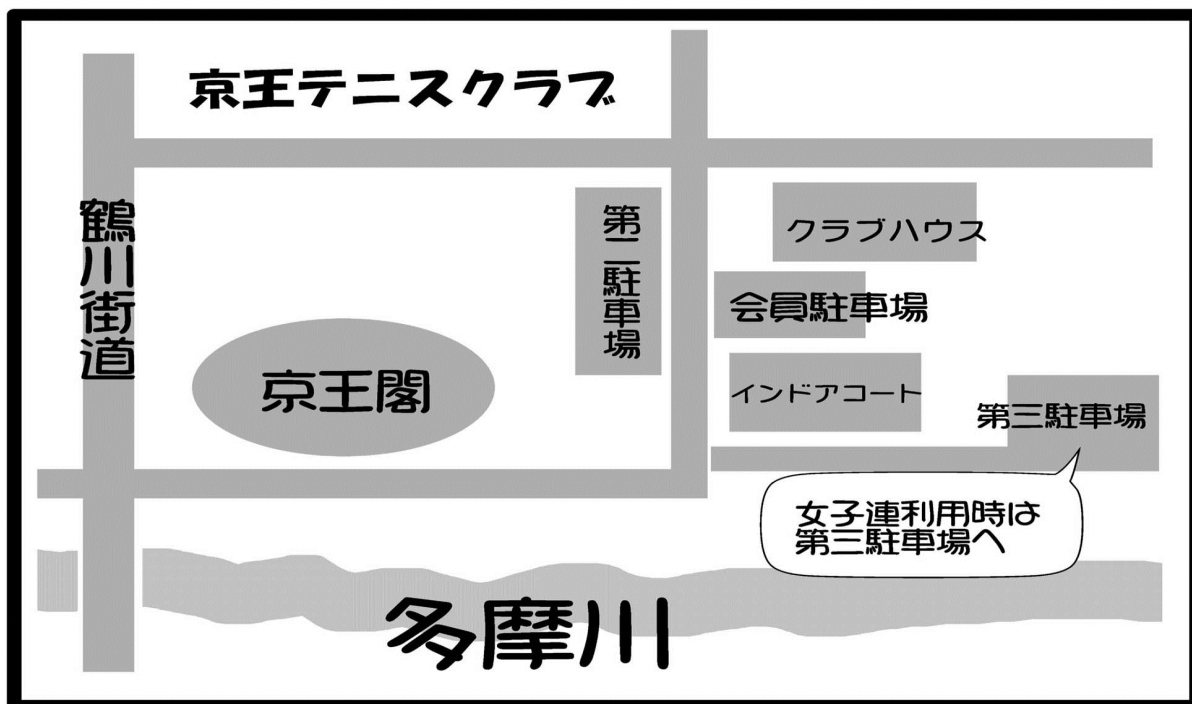 京王テニスクラブ
鶴川街道
第二駐車場
クラブハウス
会員駐車場
京王閣
インドアコート
第三駐車場
女子連利用時は
第三駐車場へ
多摩川